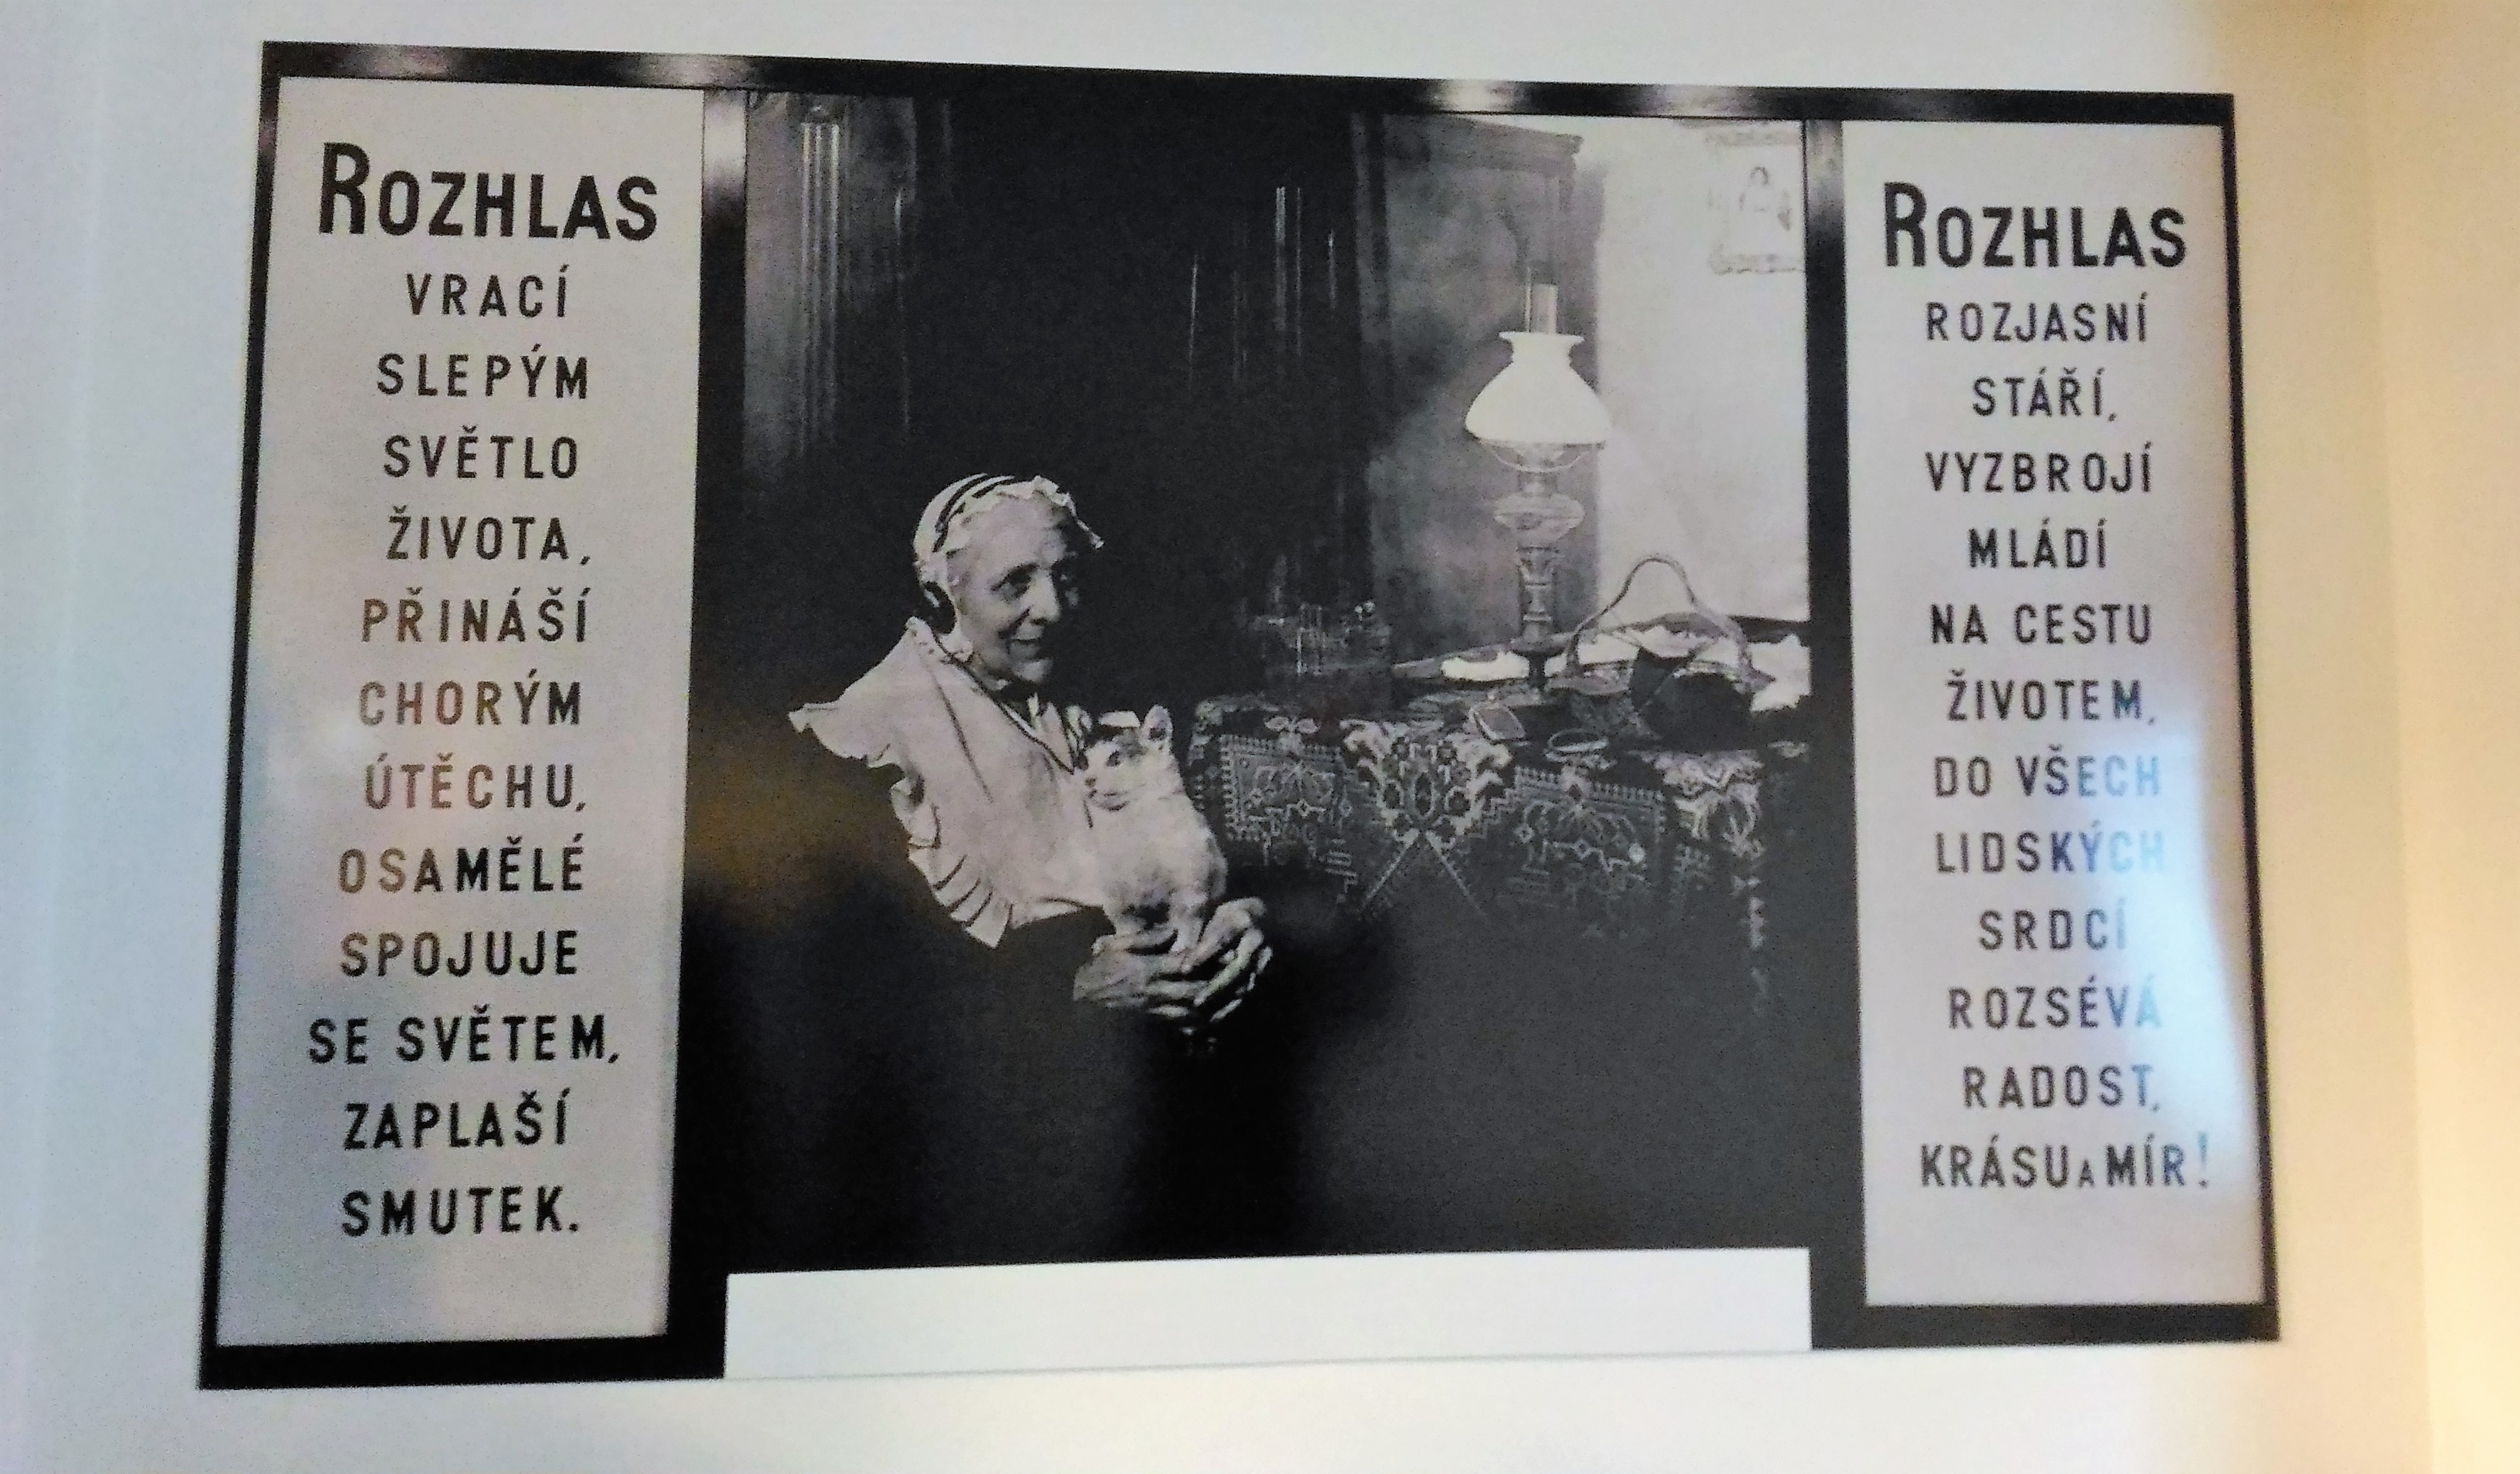 ROZHLAS
VRACÍ
SLEPÝM
SVĚTLO
ŽIVOTA,
PŘINÁŠÍ
CHORÝM
ÚTĚCHU,
OSAMĚLÉ
SPOJUJE
SE SVĚTEM,
ZAPLAŠÍ
SMUTEK.
ROZHLAS
ROZJASNÍ
STÁŘÍ,
VYZBROJÍ
MLÁDÍ
NA CESTU
ŽIVOTEM,
DO VŠECH
LIDSKÝCH
SRDCÍ
ROZSÉVÁ
RADOST,
KRÁSU A MÍR!